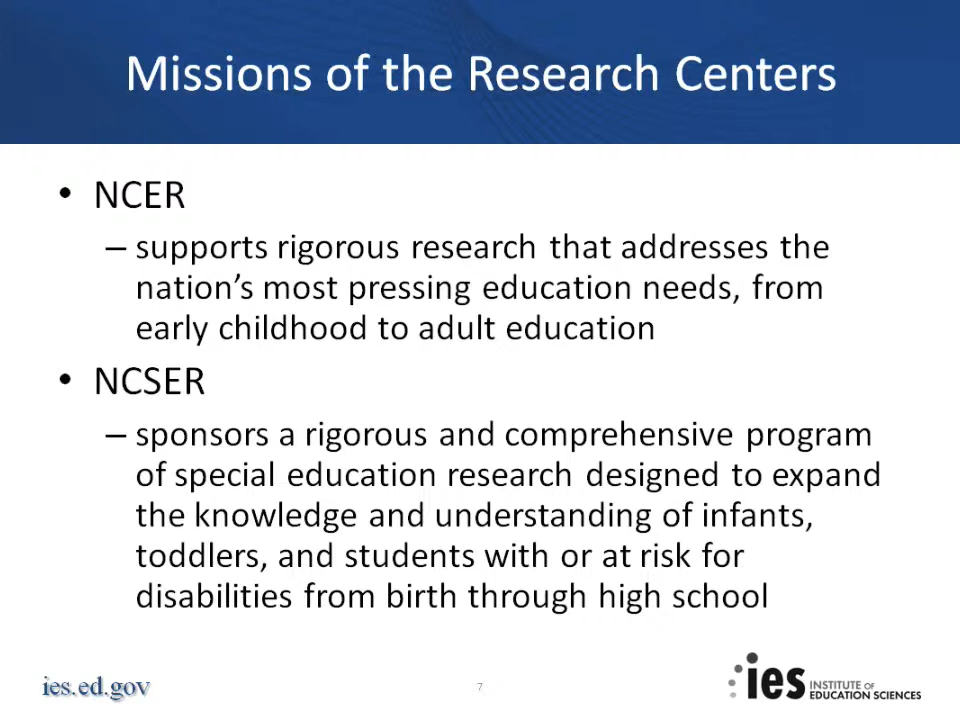 Missions of the Research Centers
• NCER
– supports rigorous research that addresses the
nation’s most pressing education needs, from
early childhood to adult education
• NCSER
– sponsors a rigorous and comprehensive program
of special education research designed to expand
the knowledge and understanding of infants,
toddlers, and students with or at risk for
disabilities from birth through high school
ies.ed.gov
7
ies INSTITUTE OF
EDUCATION SCIENCES